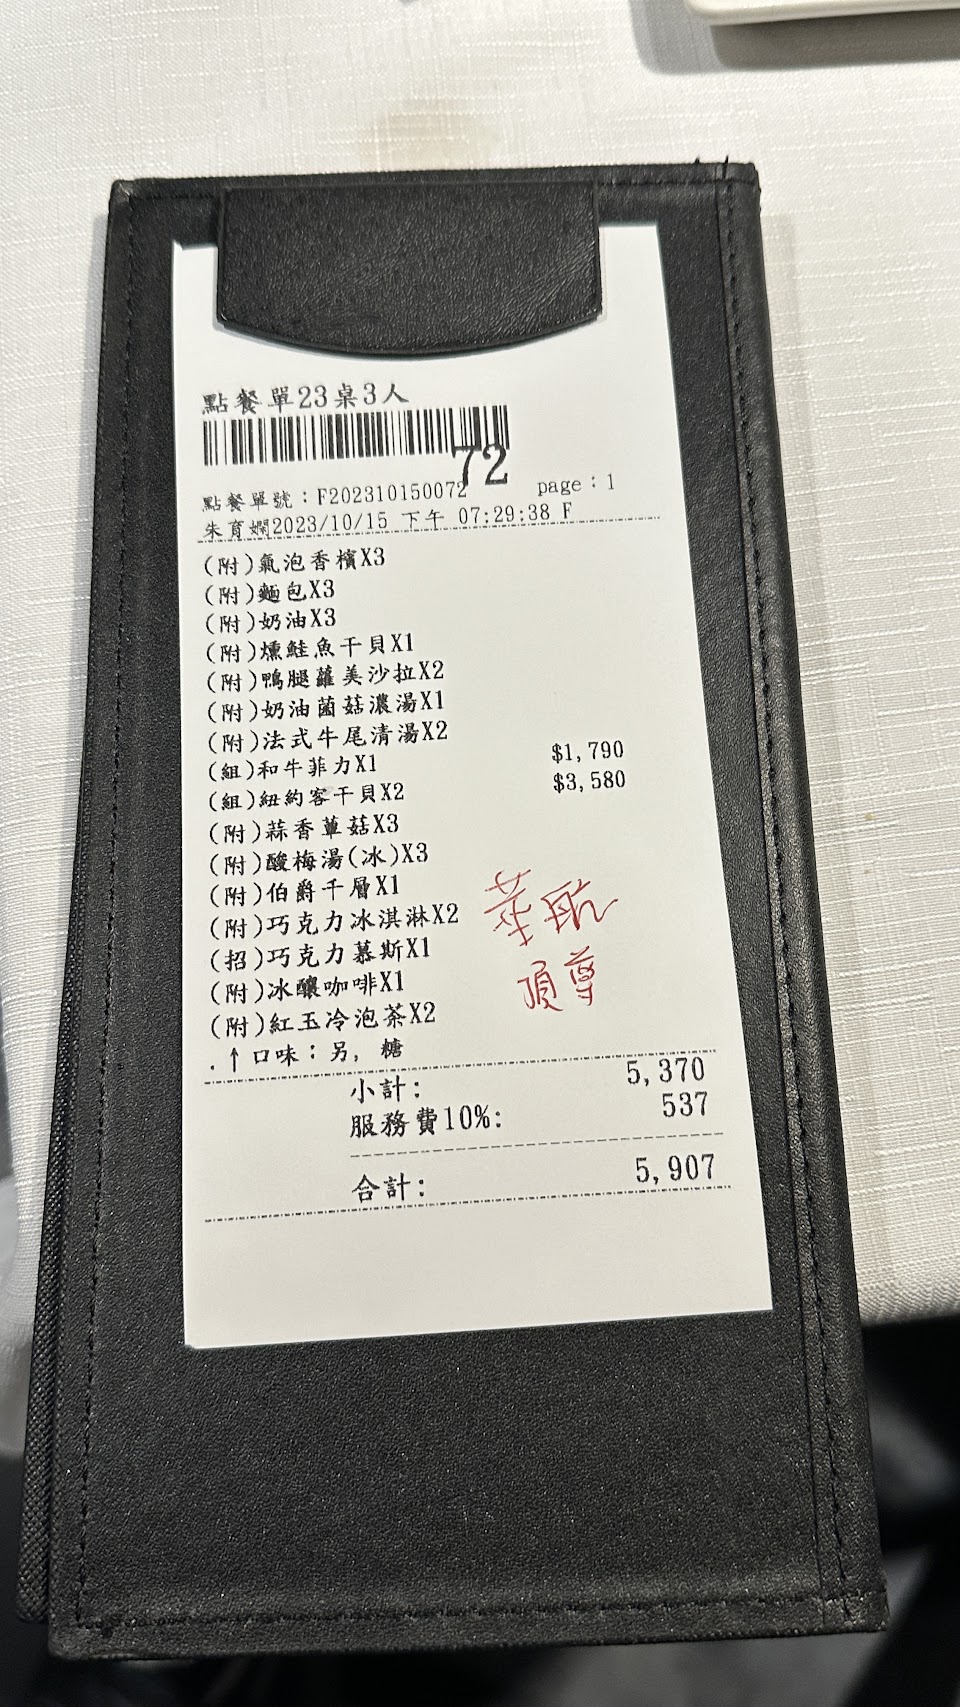 點餐單23桌3人
72
點餐單號：F202310150072 page：1
朱育嫻2023/10/15 下午 07:29:38 F
(附)氣泡香檳X3
(附)麵包X3
(附)奶油X3
(附)燻鮭魚干貝X1
(附)鴨腿蘿美沙拉X2
(附)奶油菌菇濃湯X1
(附)法式牛尾清湯X2
(組)和牛菲力X1 $1,790
(組)紐約客干貝X2 $3,580
(附)蒜香蕈菇X3
(附)酸梅湯(冰)X3
(附)伯爵千層X1
(附)巧克力冰淇淋X2
(招)巧克力慕斯X1
(附)冰釀咖啡X1
(附)紅玉冷泡茶X2
.↑口味：另, 糖
小計: 5,370
服務費10%: 537
合計: 5,907